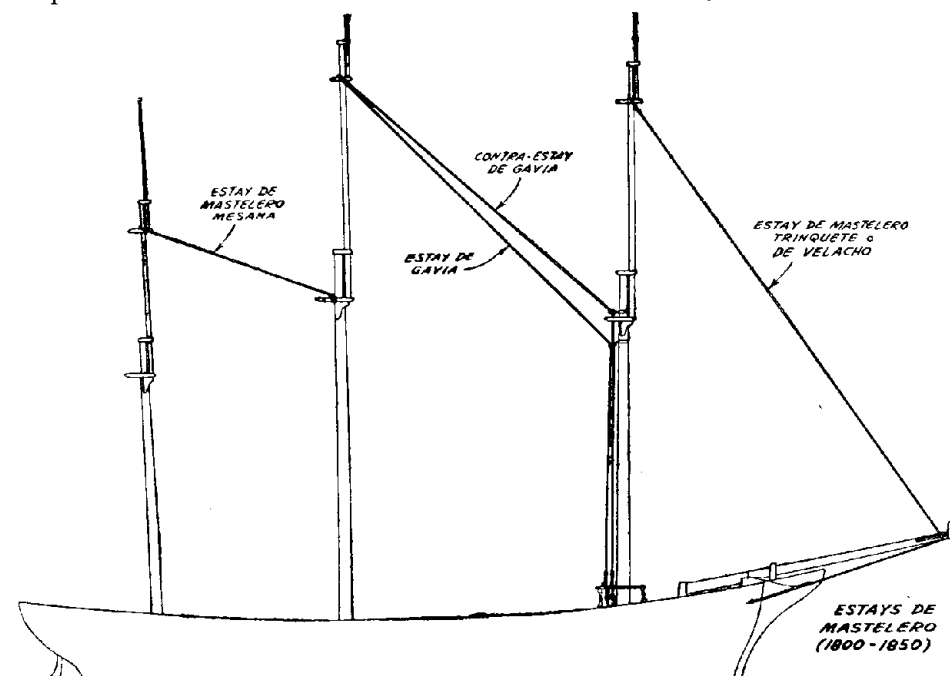 CONTRA-ESTAY
DE GAVIA
ESTAY DE
MASTELERO
MESANA
ESTAY DE
GAVIA
ESTAY DE MASTELERO
TRINQUETE o
DE VELACHO
ESTAYS DE
MASTELERO
(1800-1850)